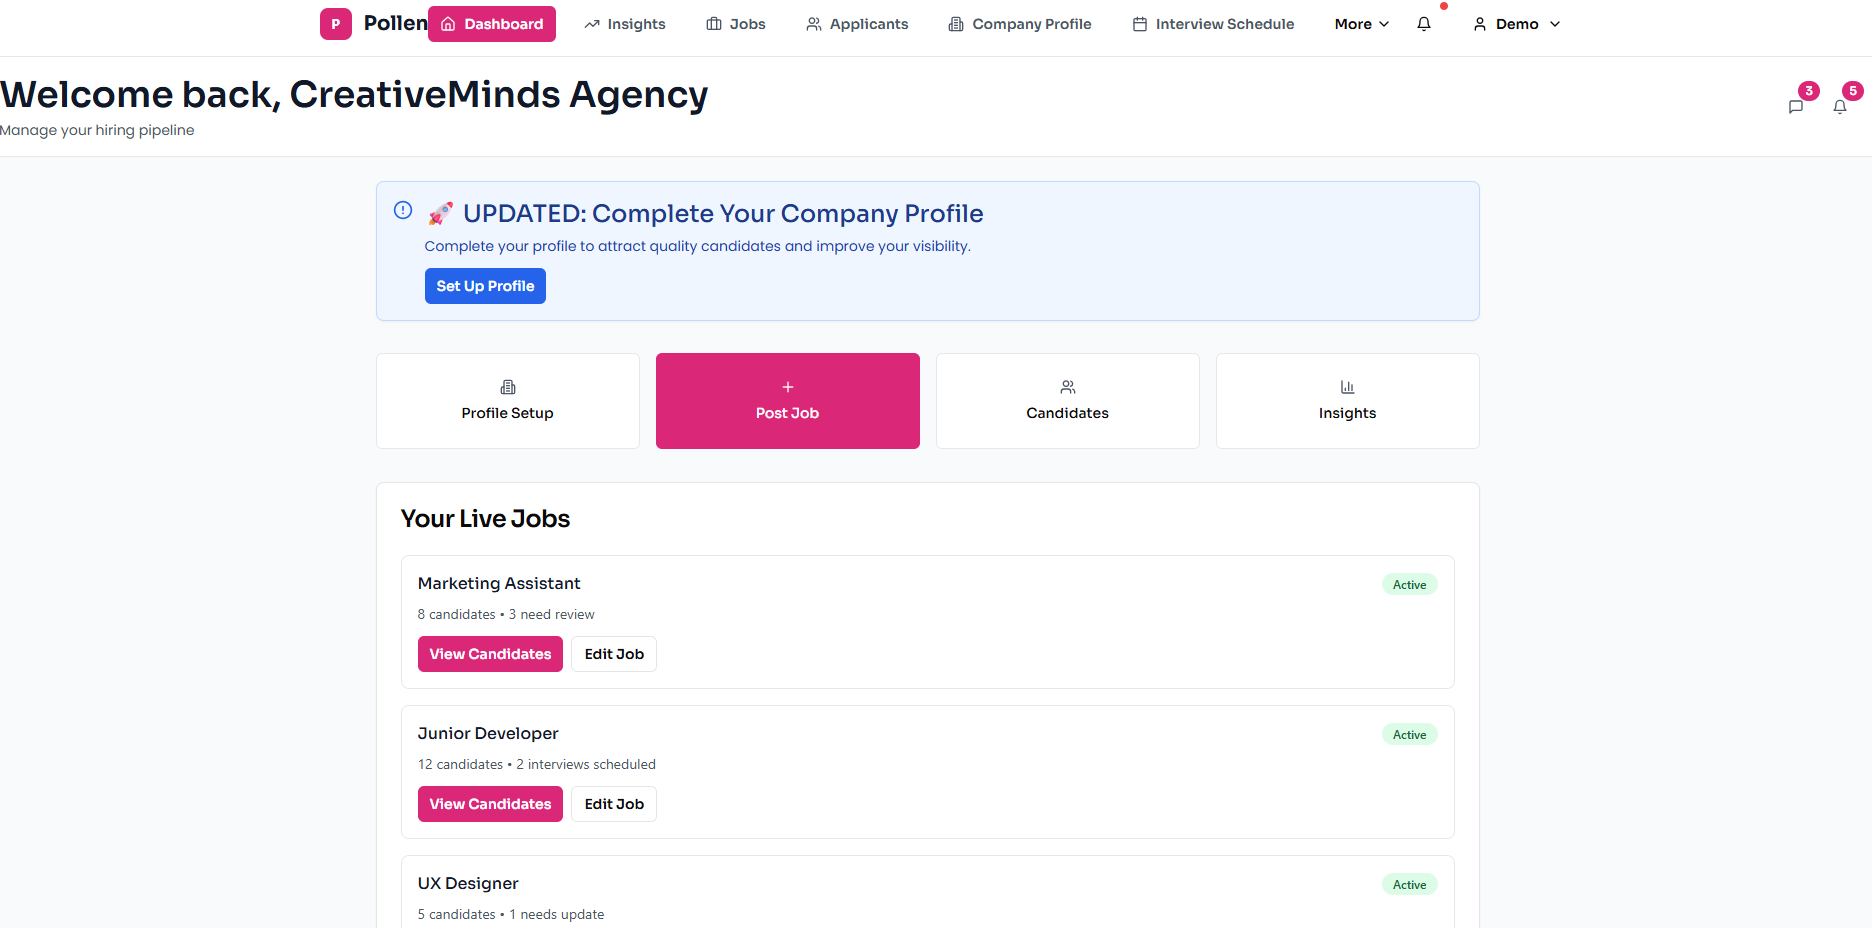 P Pollen Dashboard Insights Jobs Applicants Company Profile Interview Schedule More Demo
Welcome back, CreativeMinds Agency
3 5
Manage your hiring pipeline
🚀 UPDATED: Complete Your Company Profile
Complete your profile to attract quality candidates and improve your visibility.
Set Up Profile
Profile Setup Post Job Candidates Insights
Your Live Jobs
Marketing Assistant Active
8 candidates • 3 need review
View Candidates Edit Job
Junior Developer Active
12 candidates • 2 interviews scheduled
View Candidates Edit Job
UX Designer Active
5 candidates • 1 needs update